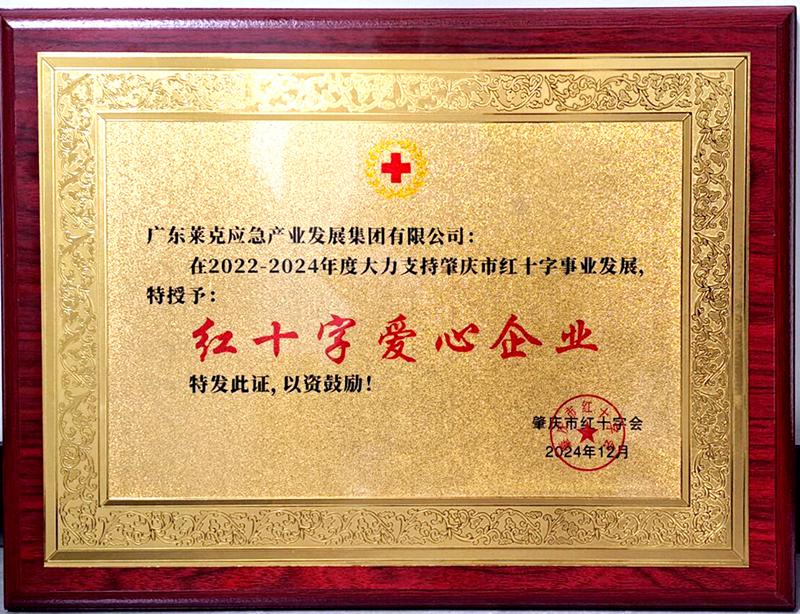 广东莱克应急产业发展集团有限公司：
在2022-2024年度大力支持肇庆市红十字事业发展，
特授予：
红十字爱心企业
特发此证，以资鼓励！
肇庆市红十字会
2024年12月